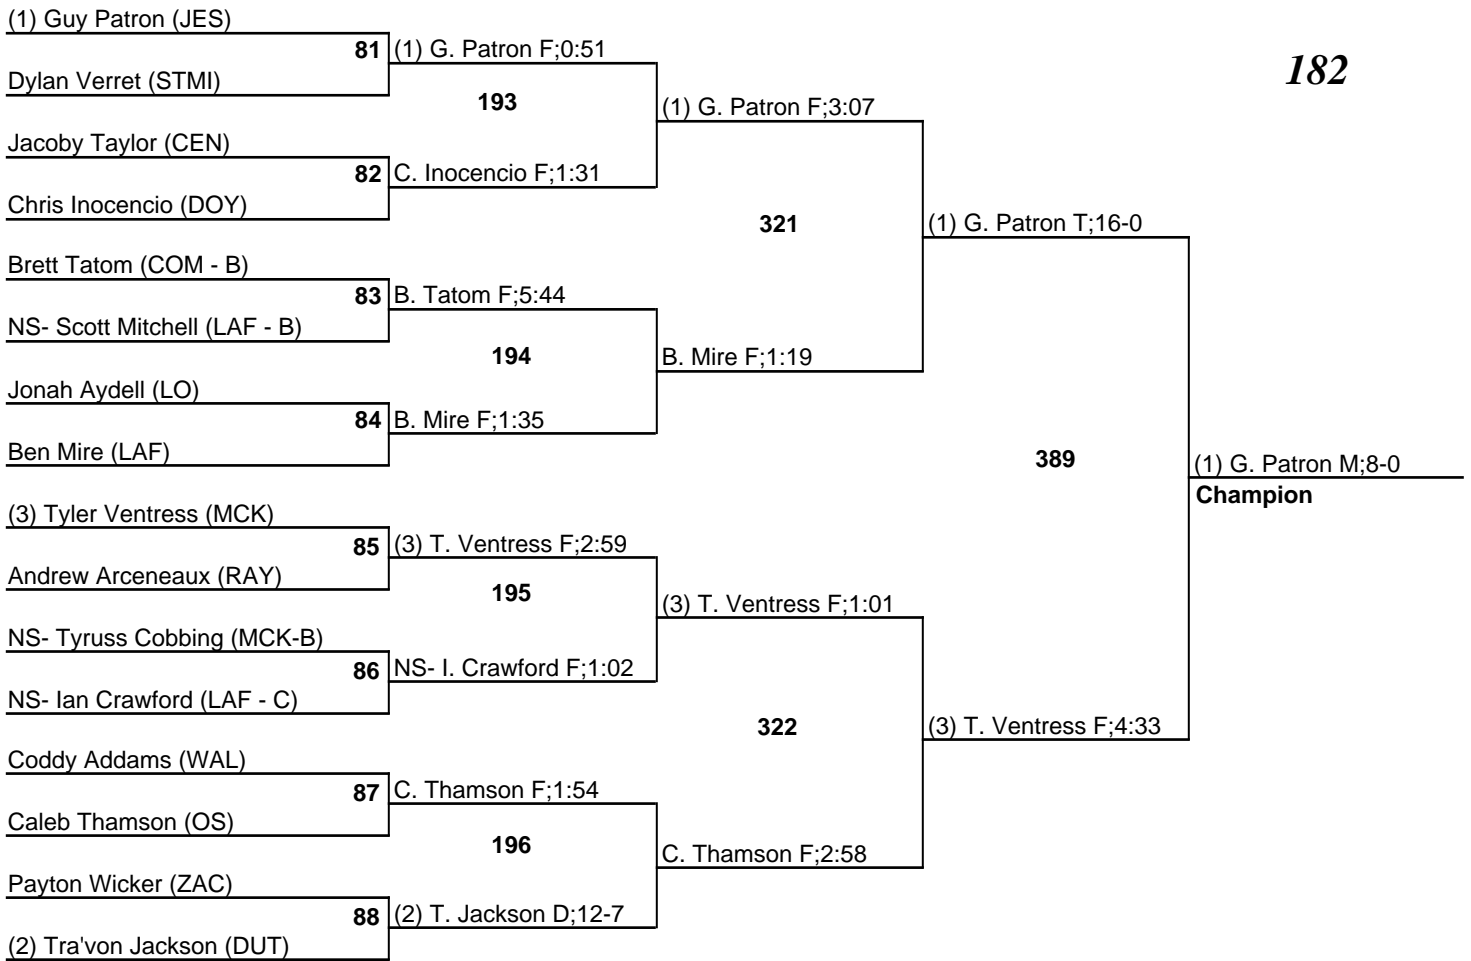 (1) Guy Patron (JES)
81
(1) G. Patron F;0:51
182
Dylan Verret (STMI)
193
(1) G. Patron F;3:07
Jacoby Taylor (CEN)
82
C. Inocencio F;1:31
Chris Inocencio (DOY)
321
(1) G. Patron T;16-0
Brett Tatom (COM - B)
83
B. Tatom F;5:44
NS- Scott Mitchell (LAF - B)
194
B. Mire F;1:19
Jonah Aydell (LO)
84
B. Mire F;1:35
Ben Mire (LAF)
389
(1) G. Patron M;8-0
Champion
(3) Tyler Ventress (MCK)
85
(3) T. Ventress F;2:59
Andrew Arceneaux (RAY)
195
(3) T. Ventress F;1:01
NS- Tyruss Cobbing (MCK-B)
86
NS- I. Crawford F;1:02
NS- Ian Crawford (LAF - C)
322
(3) T. Ventress F;4:33
Coddy Addams (WAL)
87
C. Thamson F;1:54
Caleb Thamson (OS)
196
C. Thamson F;2:58
Payton Wicker (ZAC)
88
(2) T. Jackson D;12-7
(2) Tra'von Jackson (DUT)